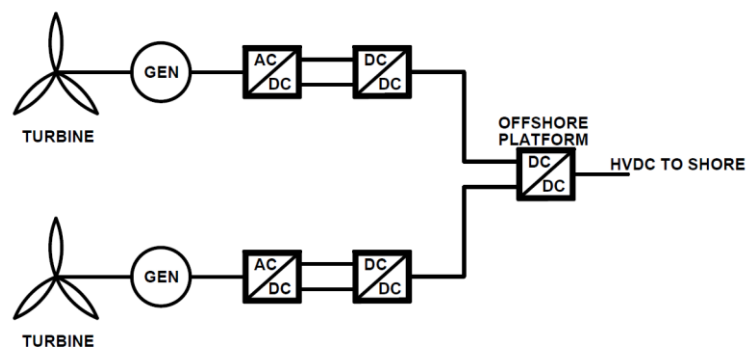 GEN
AC
DC
DC
DC
TURBINE
OFFSHORE
PLATFORM
DC
DC
HVDC TO SHORE
GEN
AC
DC
DC
DC
TURBINE